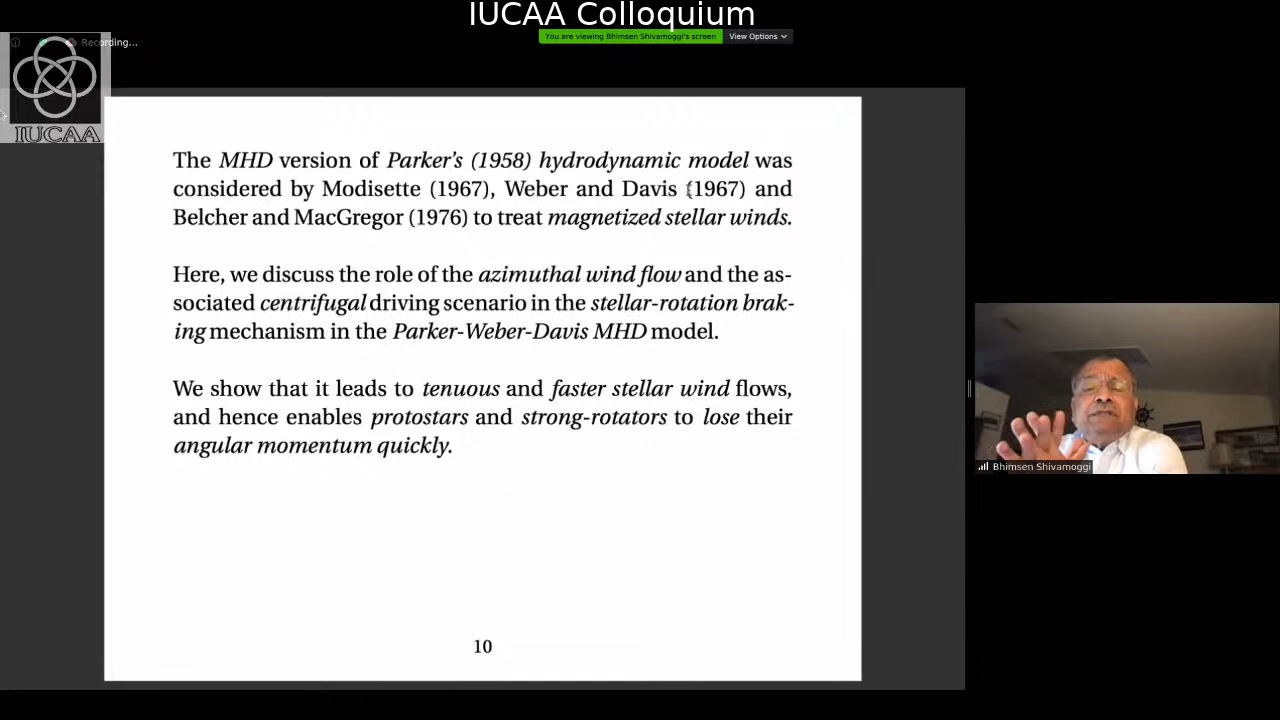 IUCAA Colloquium
Recording...
You are viewing Bhimsen Shivamoggi's screen
View Options
IUCAA
The MHD version of Parker's (1958) hydrodynamic model was
considered by Modisette (1967), Weber and Davis (1967) and
Belcher and MacGregor (1976) to treat magnetized stellar winds.
Here, we discuss the role of the azimuthal wind flow and the as-
sociated centrifugal driving scenario in the stellar-rotation brak-
ing mechanism in the Parker-Weber-Davis MHD model.
We show that it leads to tenuous and faster stellar wind flows,
and hence enables protostars and strong-rotators to lose their
angular momentum quickly.
10
Bhimsen Shivamoggi